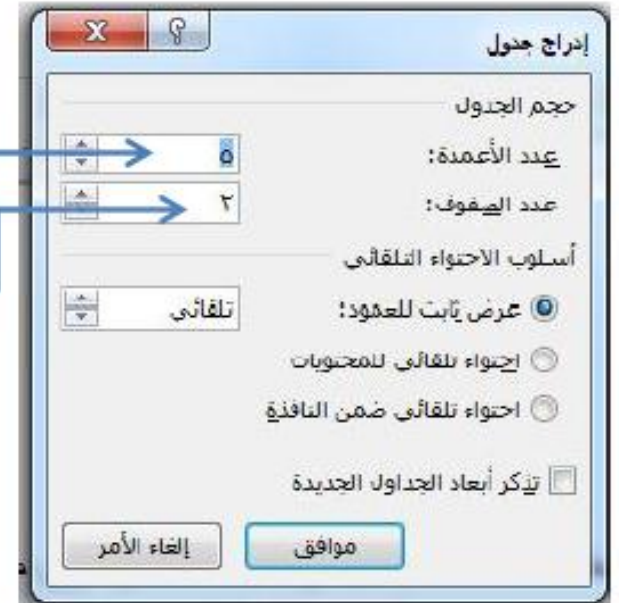 إدراج جدول
حجم الجدول
عدد الأعمدة: ٥
عدد الصفوف: ٢
أسلوب الاحتواء التلقائي
عرض ثابت للعمود: تلقائي
احتواء تلقائي للمحتويات
احتواء تلقائي ضمن النافذة
تذكر أبعاد الجداول الجديدة
موافق إلغاء الأمر